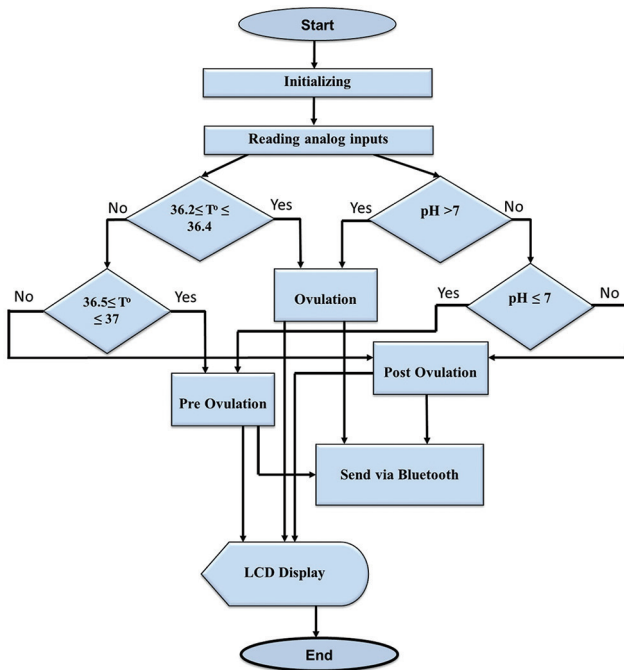 Start
Initializing
Reading analog inputs
No
36.2≤ Tº ≤
36.4
Yes
Yes
pH >7
No
No
36.5≤ Tº
≤ 37
Yes
Ovulation
Yes
pH ≤ 7
No
Pre Ovulation
Post Ovulation
Send via Bluetooth
LCD Display
End